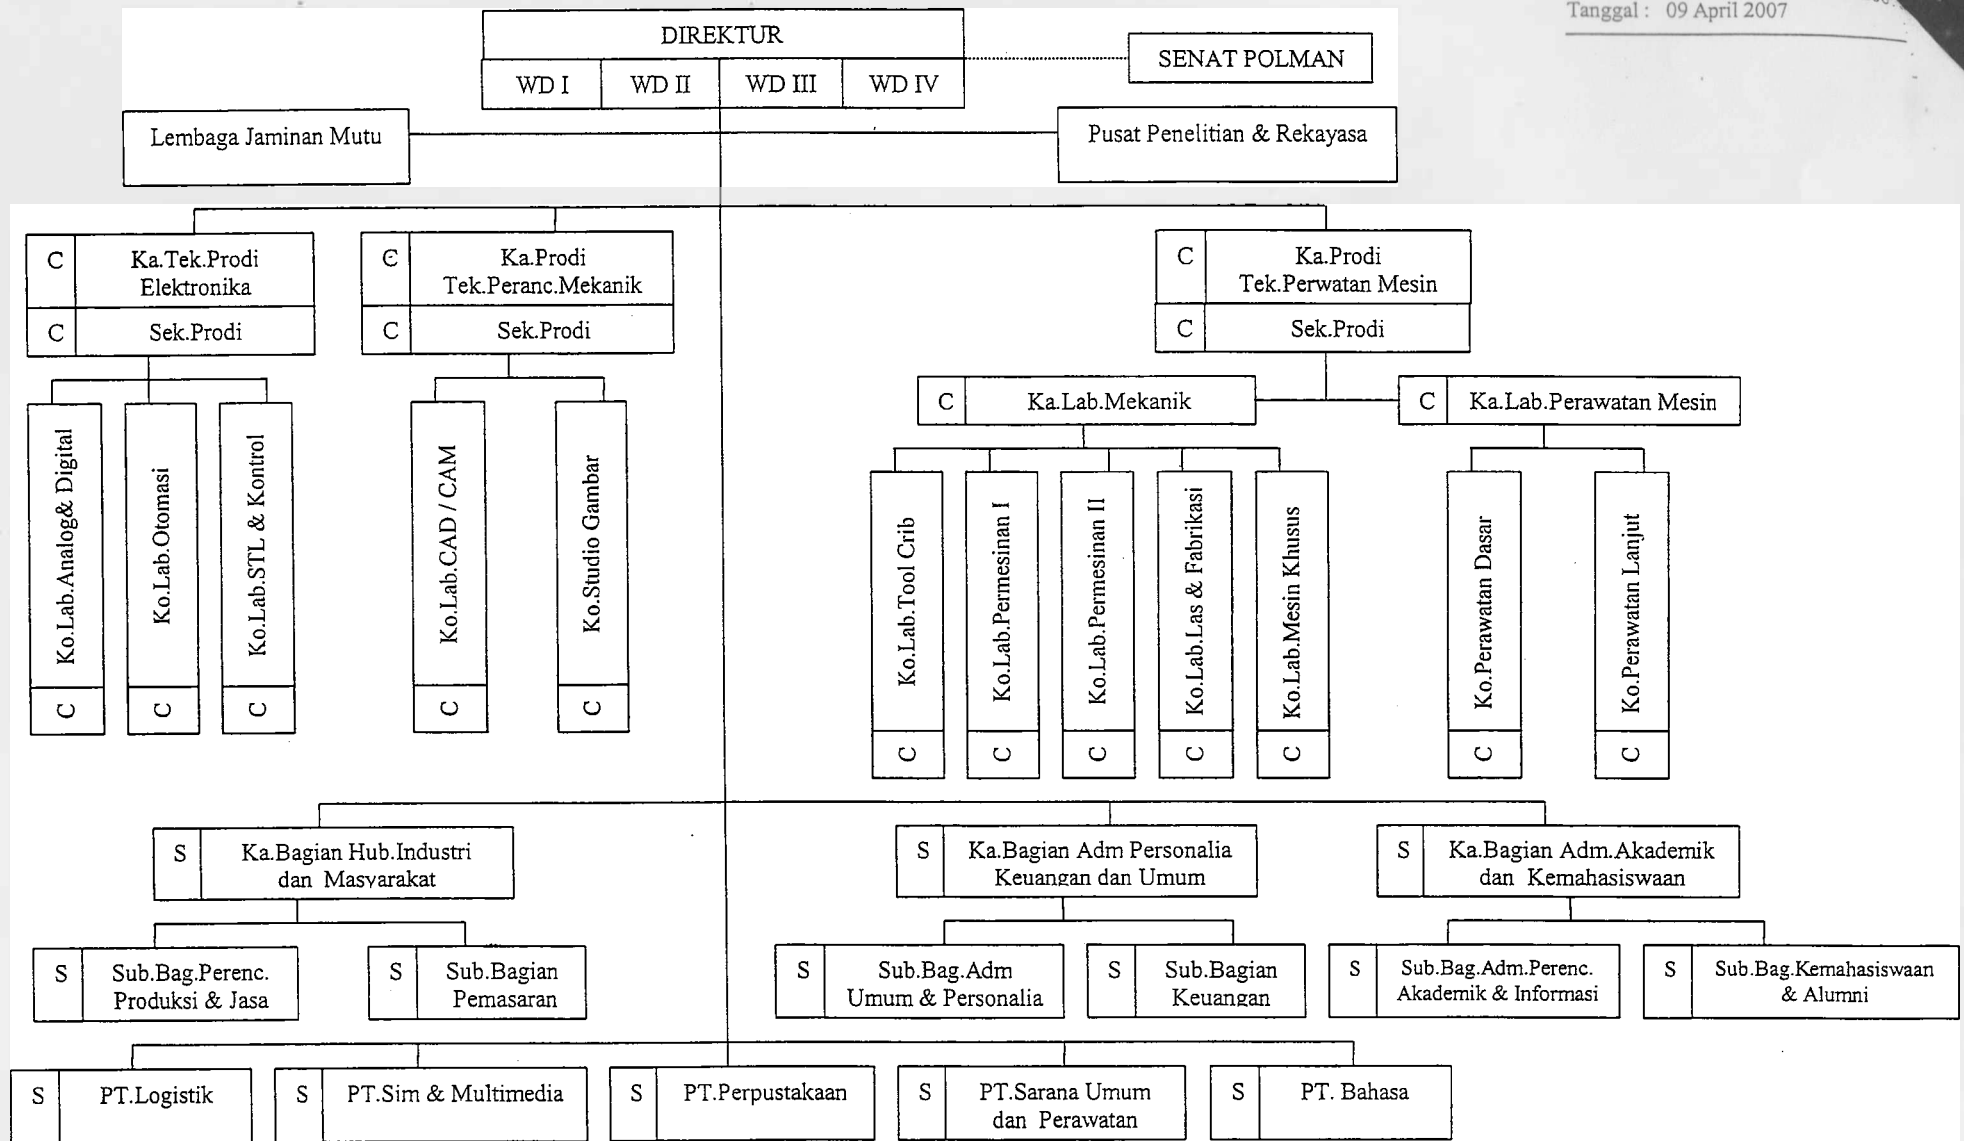 Tanggal : 09 April 2007
DIREKTUR
WD I
WD II
WD III
WD IV
SENAT POLMAN
Lembaga Jaminan Mutu
Pusat Penelitian & Rekayasa
C
Ka.Tek.Prodi
Elektronika
C
Sek.Prodi
C
Ka.Prodi
Tek.Peranc.Mekanik
C
Sek.Prodi
C
Ka.Prodi
Tek.Perwatan Mesin
C
Sek.Prodi
C
Ka.Lab.Mekanik
C
Ka.Lab.Perawatan Mesin
Ko.Lab.Analog& Digital
C
Ko.Lab.Otomasi
C
Ko.Lab.STL & Kontrol
C
Ko.Lab.CAD / CAM
C
Ko.Studio Gambar
C
Ko.Lab.Tool Crib
C
Ko.Lab.Permesinan I
C
Ko.Lab.Permesinan II
C
Ko.Lab.Las & Fabrikasi
C
Ko.Lab.Mesin Khusus
C
Ko.Perawatan Dasar
C
Ko.Perawatan Lanjut
C
S
Ka.Bagian Hub.Industri
dan Masyarakat
S
Ka.Bagian Adm Personalia
Keuangan dan Umum
S
Ka.Bagian Adm.Akademik
dan Kemahasiswaan
S
Sub.Bag.Perenc.
Produksi & Jasa
S
Sub.Bagian
Pemasaran
S
Sub.Bag.Adm
Umum & Personalia
S
Sub.Bagian
Keuangan
S
Sub.Bag.Adm.Perenc.
Akademik & Informasi
S
Sub.Bag.Kemahasiswaan
& Alumni
S
PT.Logistik
S
PT.Sim & Multimedia
S
PT.Perpustakaan
S
PT.Sarana Umum
dan Perawatan
S
PT. Bahasa